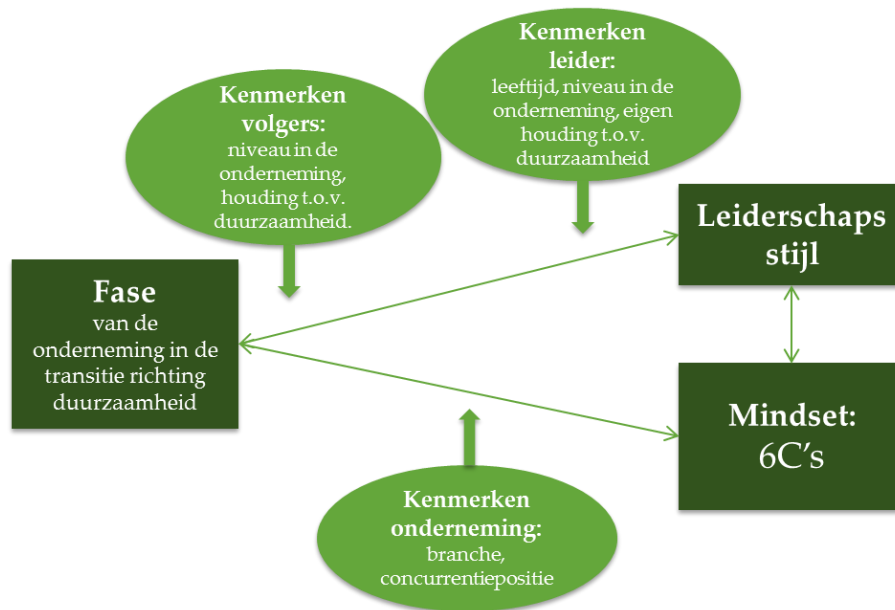 Kenmerken
leider:
leeftijd, niveau in de
onderneming, eigen
houding t.o.v.
duurzaamheid
Kenmerken
volgers:
niveau in de
onderneming,
houding t.o.v.
duurzaamheid.
Leiderschaps
stijl
Fase
van de
onderneming in de
transitie richting
duurzaamheid
Mindset:
6C’s
Kenmerken
onderneming:
branche,
concurrentiepositie